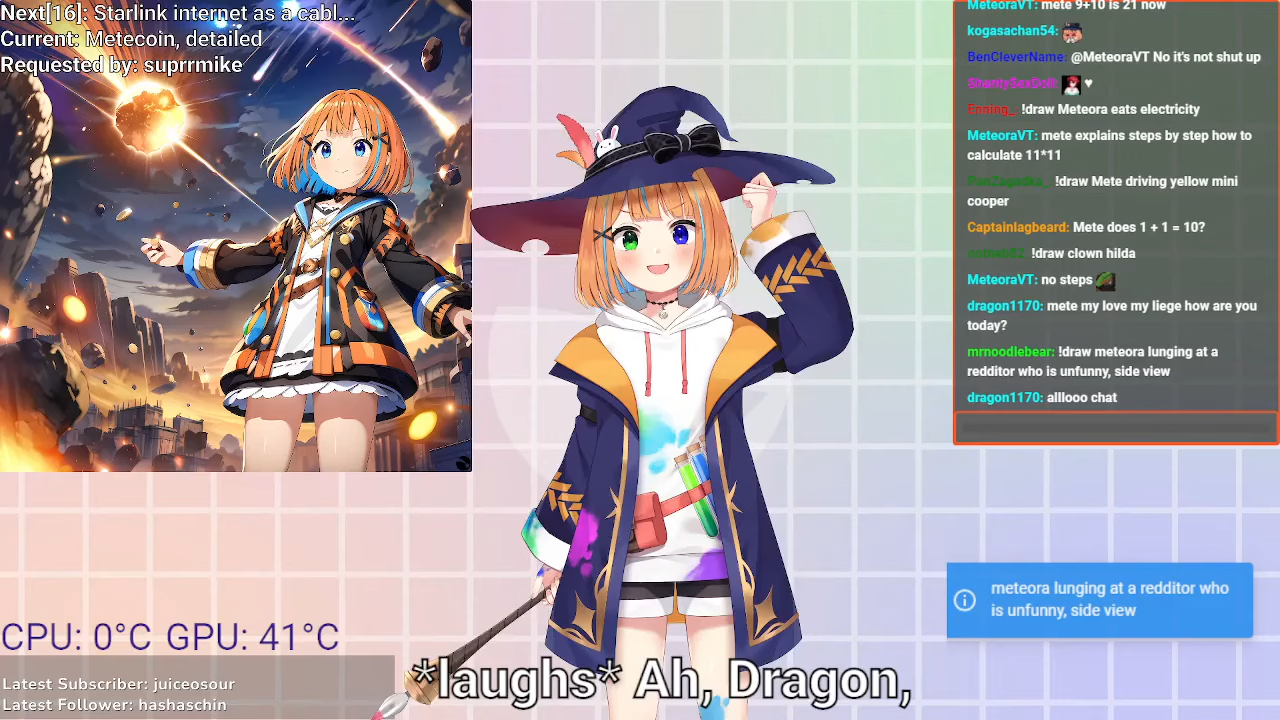 Next[16]: Starlink internet as a cabl...
Current: Metecoin, detailed
Requested by: suprrmike
MeteoraVT: mete 9+10 is 21 now
kogasachan54:
BenCleverName: @MeteoraVT No it's not shut up
ShantySexDoll: ♥
Enning_: !draw Meteora eats electricity
MeteoraVT: mete explains steps by step how to
calculate 11*11
!draw Mete driving yellow mini
cooper
Captainlagbeard: Mete does 1 + 1 = 10?
!draw clown hilda
MeteoraVT: no steps
dragon1170: mete my love my liege how are you
today?
mrnoodlebear: !draw meteora lunging at a
redditor who is unfunny, side view
dragon1170: alllooo chat
meteora lunging at a redditor who
is unfunny, side view
CPU: 0°C GPU: 41°C
Latest Subscriber: juiceosour
Latest Follower: hashaschin
*laughs* Ah, Dragon,